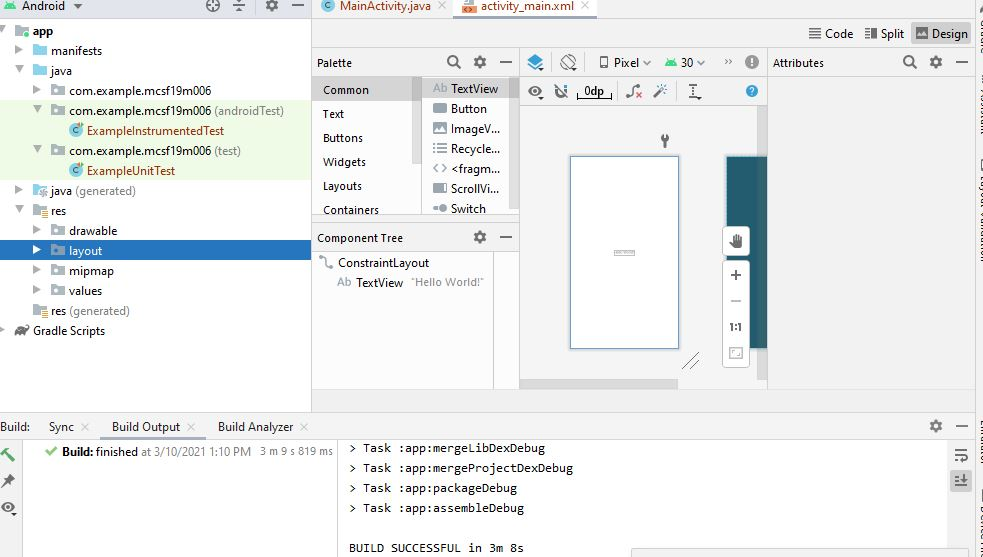 Android
MainActivity.java
activity_main.xml
app
manifests
java
com.example.mcsf19m006
com.example.mcsf19m006 (androidTest)
ExampleInstrumentedTest
com.example.mcsf19m006 (test)
ExampleUnitTest
java (generated)
res
drawable
layout
mipmap
values
res (generated)
Gradle Scripts
Code
Split
Design
Palette
Common
Text
Buttons
Widgets
Layouts
Containers
Ab TextView
Button
ImageV...
Recycle...
<fragm...
ScrollVi...
Switch
Pixel
30
0dp
Attributes
Component Tree
ConstraintLayout
Ab TextView "Hello World!"
1:1
Build:
Sync
Build Output
Build Analyzer
Build: finished at 3/10/2021 1:10 PM
3 m 9 s 819 ms
> Task :app:mergeLibDexDebug
> Task :app:mergeProjectDexDebug
> Task :app:packageDebug
> Task :app:assembleDebug
BUILD SUCCESSFUL in 3m 8s